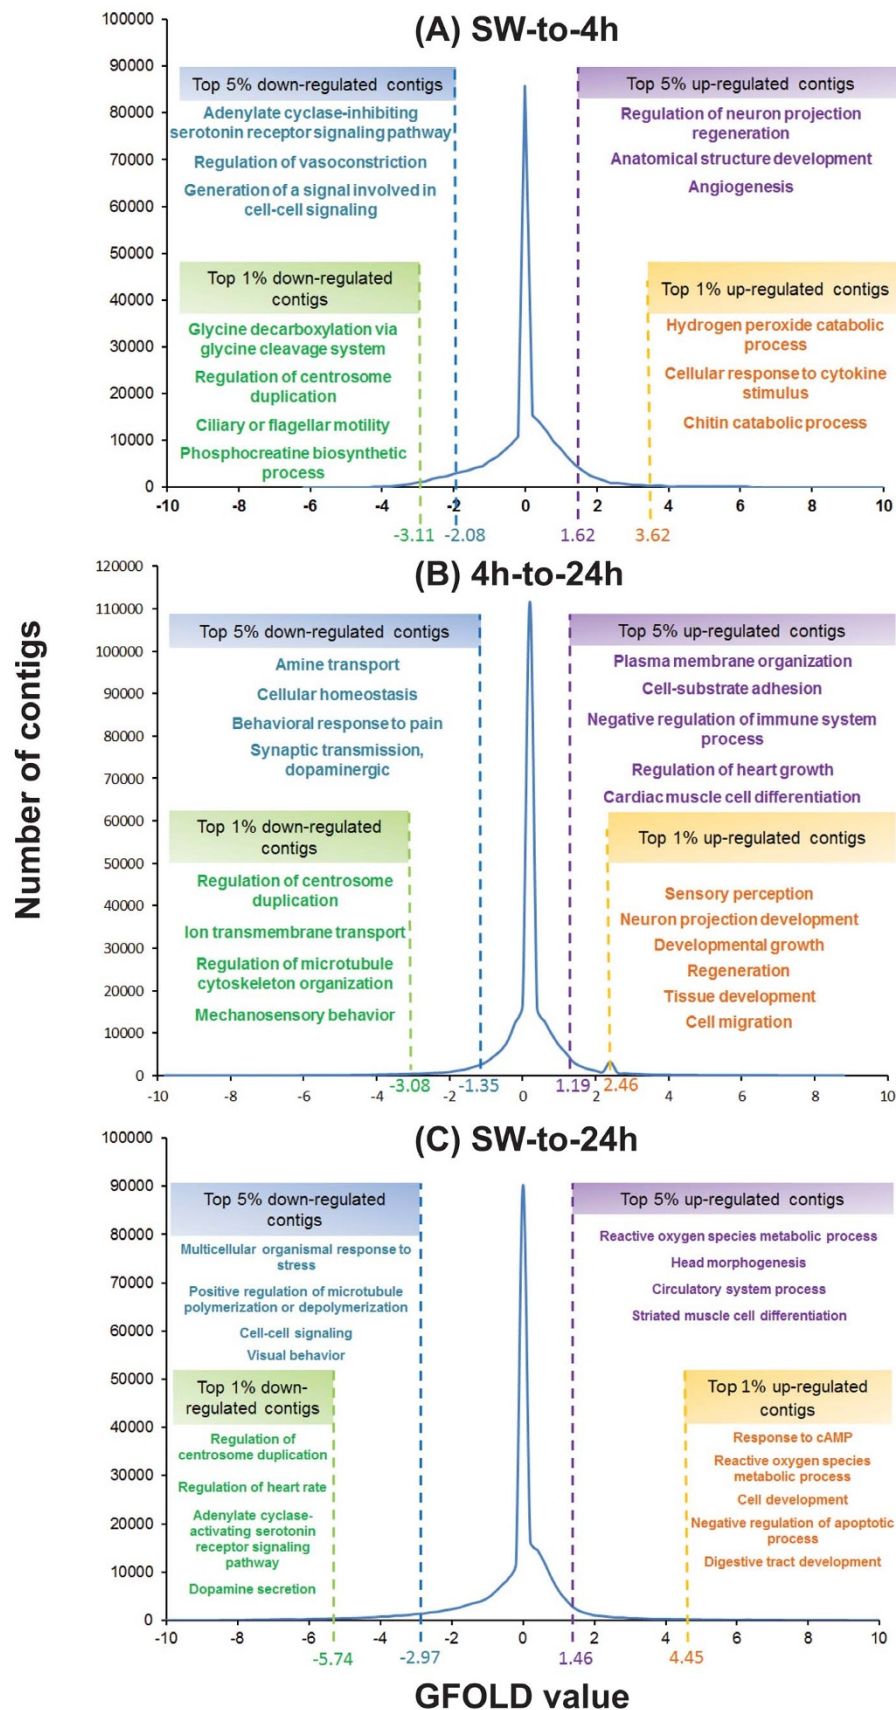 (A) SW-to-4h
100000
90000
80000
70000
60000
50000
40000
30000
20000
10000
0
Top 5% down-regulated contigs
Adenylate cyclase-inhibiting
serotonin receptor signaling pathway
Regulation of vasoconstriction
Generation of a signal involved in
cell-cell signaling
Top 5% up-regulated contigs
Regulation of neuron projection
regeneration
Anatomical structure development
Angiogenesis
Top 1% down-regulated
contigs
Glycine decarboxylation via
glycine cleavage system
Regulation of centrosome
duplication
Ciliary or flagellar motility
Phosphocreatine biosynthetic
process
Top 1% up-regulated contigs
Hydrogen peroxide catabolic
process
Cellular response to cytokine
stimulus
Chitin catabolic process
-10 -8 -6 -4 -2 0 2 4 6 8 10
-3.11 -2.08 1.62 3.62
Number of contigs
(B) 4h-to-24h
120000
110000
100000
90000
80000
70000
60000
50000
40000
30000
20000
10000
0
Top 5% down-regulated contigs
Amine transport
Cellular homeostasis
Behavioral response to pain
Synaptic transmission,
dopaminergic
Top 5% up-regulated contigs
Plasma membrane organization
Cell-substrate adhesion
Negative regulation of immune system
process
Regulation of heart growth
Cardiac muscle cell differentiation
Top 1% down-regulated
contigs
Regulation of centrosome
duplication
Ion transmembrane transport
Regulation of microtubule
cytoskeleton organization
Mechanosensory behavior
Top 1% up-regulated contigs
Sensory perception
Neuron projection development
Developmental growth
Regeneration
Tissue development
Cell migration
-10 -8 -6 -4 -2 0 2 4 6 8 10
-3.08 -1.35 1.19 2.46
(C) SW-to-24h
100000
90000
80000
70000
60000
50000
40000
30000
20000
10000
0
Top 5% down-regulated
contigs
Multicellular organismal response to
stress
Positive regulation of microtubule
polymerization or depolymerization
Cell-cell signaling
Visual behavior
Top 5% up-regulated contigs
Reactive oxygen species metabolic process
Head morphogenesis
Circulatory system process
Striated muscle cell differentiation
Top 1% down-
regulated contigs
Regulation of
centrosome duplication
Regulation of heart rate
Adenylate cyclase-
activating serotonin
receptor signaling
pathway
Dopamine secretion
Top 1% up-regulated
contigs
Response to cAMP
Reactive oxygen species
metabolic process
Cell development
Negative regulation of apoptotic
process
Digestive tract development
-10 -8 -6 -4 -2 0 2 4 6 8 10
-5.74 -2.97 1.46 4.45
GFOLD value